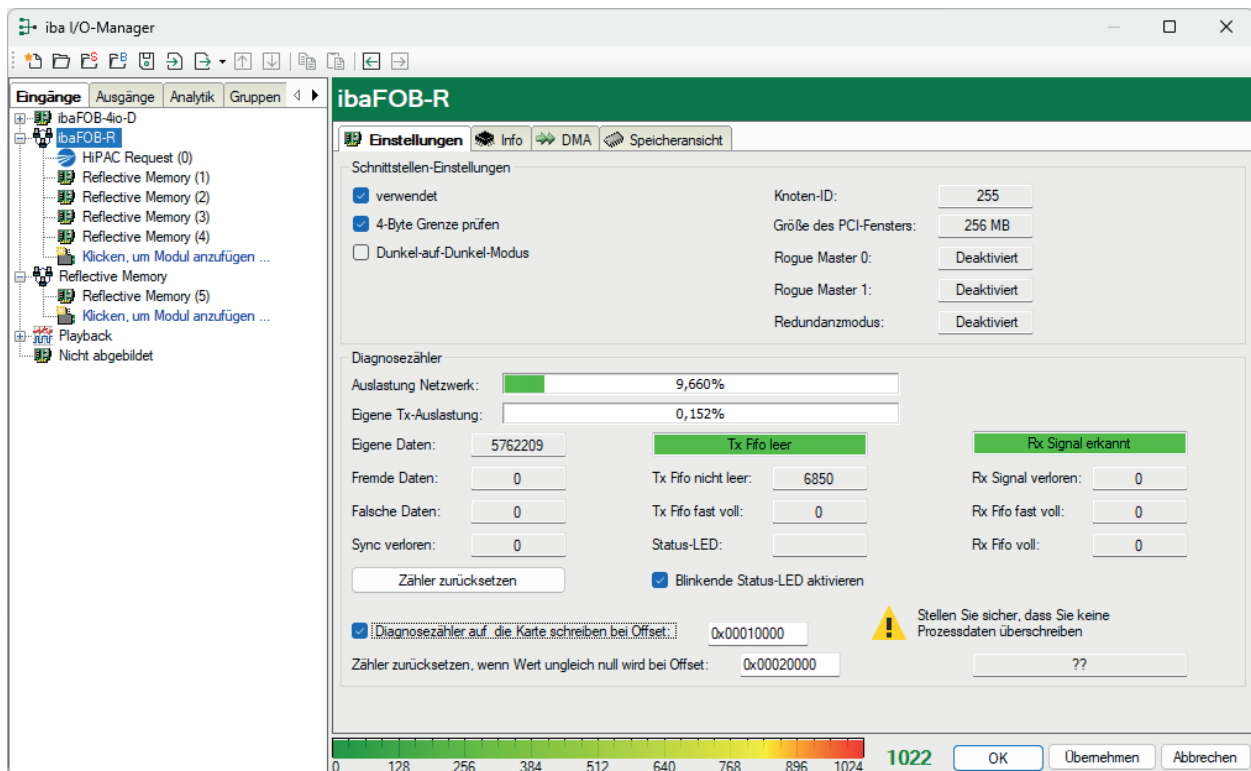 iba I/O-Manager
Eingänge Ausgänge Analytik Gruppen
ibaFOB-4io-D
ibaFOB-R
HiPAC Request (0)
Reflective Memory (1)
Reflective Memory (2)
Reflective Memory (3)
Reflective Memory (4)
Klicken, um Modul anzufügen ...
Reflective Memory
Reflective Memory (5)
Klicken, um Modul anzufügen ...
Playback
Nicht abgebildet
ibaFOB-R
Einstellungen Info DMA Speicheransicht
Schnittstellen-Einstellungen
verwendet
4-Byte Grenze prüfen
Dunkel-auf-Dunkel-Modus
Knoten-ID: 255
Größe des PCI-Fensters: 256 MB
Rogue Master 0: Deaktiviert
Rogue Master 1: Deaktiviert
Redundanzmodus: Deaktiviert
Diagnosezähler
Auslastung Netzwerk: 9,660%
Eigene Tx-Auslastung: 0,152%
Eigene Daten: 5762209 Tx Fifo leer Rx Signal erkannt
Fremde Daten: 0 Tx Fifo nicht leer: 6850 Rx Signal verloren: 0
Falsche Daten: 0 Tx Fifo fast voll: 0 Rx Fifo fast voll: 0
Sync verloren: 0 Status-LED: Rx Fifo voll: 0
Zähler zurücksetzen Blinkende Status-LED aktivieren
Diagnosezähler auf die Karte schreiben bei Offset: 0x00010000
Stellen Sie sicher, dass Sie keine
Prozessdaten überschreiben
Zähler zurücksetzen, wenn Wert ungleich null wird bei Offset: 0x00020000 ??
0 128 256 384 512 640 768 896 1024 1022 OK Übernehmen Abbrechen